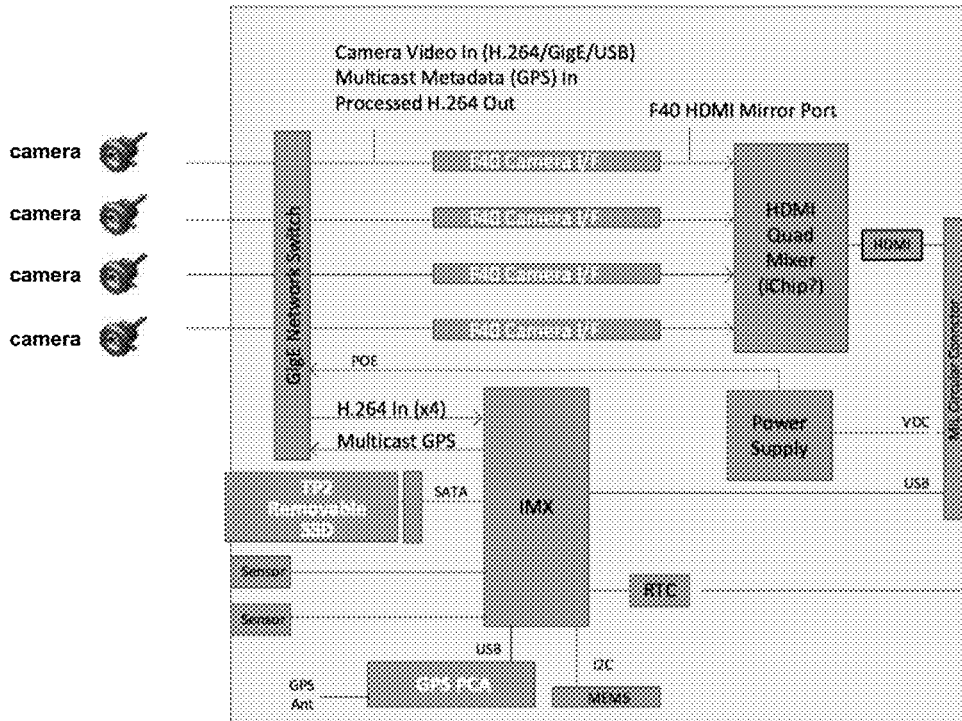 Camera Video In (H.264/GigE/USB)
Multicast Metadata (GPS) In
Processed H.264 Out
F40 HDMI Mirror Port
camera
F40 Camera I/F
camera
F40 Camera I/F
camera
F40 Camera I/F
camera
F40 Camera I/F
GigE Network Switch
HDMI
Quad
Mixer
(iChip?)
HDMI
Circular Connector
POE
H.264 In (x4)
Multicast GPS
Power
Supply
VDC
USB
Removable
SSD
SATA
IMX
Sensor
Sensor
RTC
USB
I2C
GPS
Ant
GPS PCA
MEMS